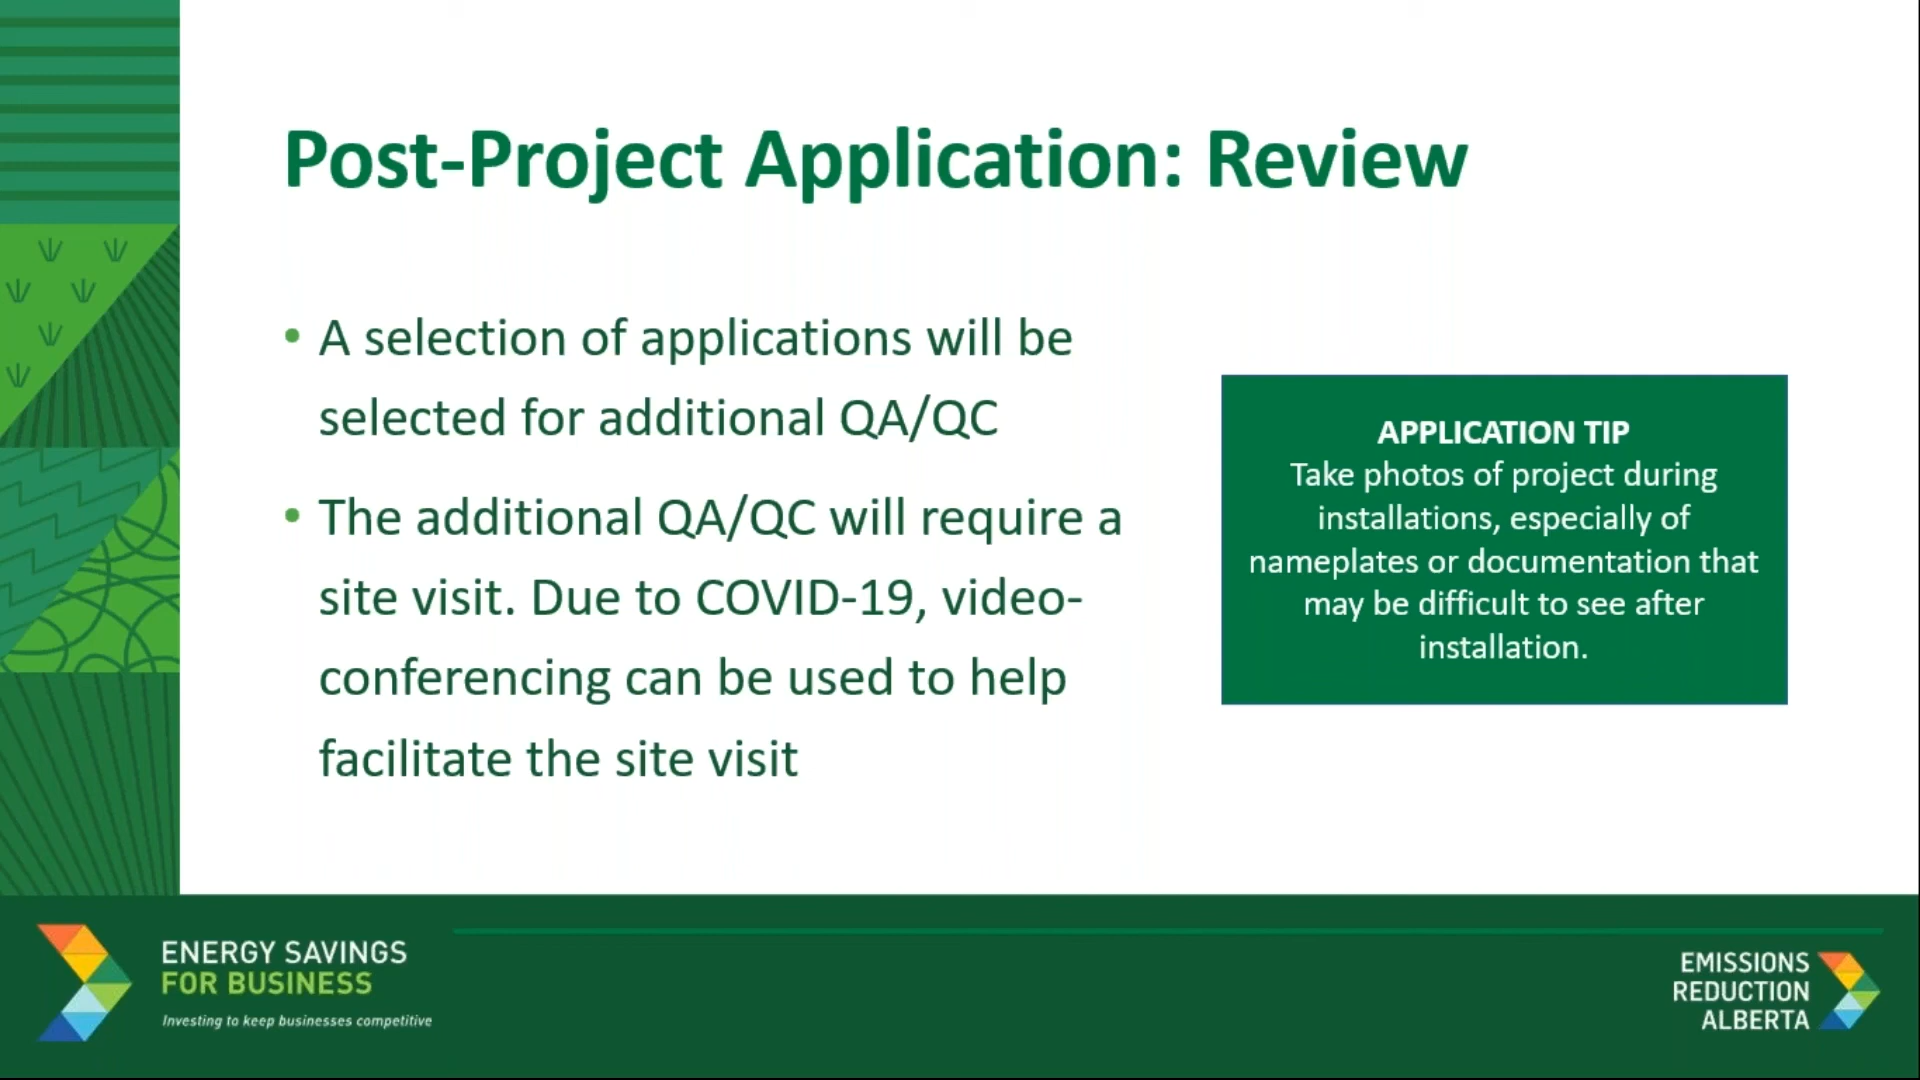 Post-Project Application: Review
• A selection of applications will be
selected for additional QA/QC
• The additional QA/QC will require a
site visit. Due to COVID-19, video-
conferencing can be used to help
facilitate the site visit
APPLICATION TIP
Take photos of project during
installations, especially of
nameplates or documentation that
may be difficult to see after
installation.
ENERGY SAVINGS
FOR BUSINESS
Investing to keep businesses competitive
EMISSIONS
REDUCTION
ALBERTA